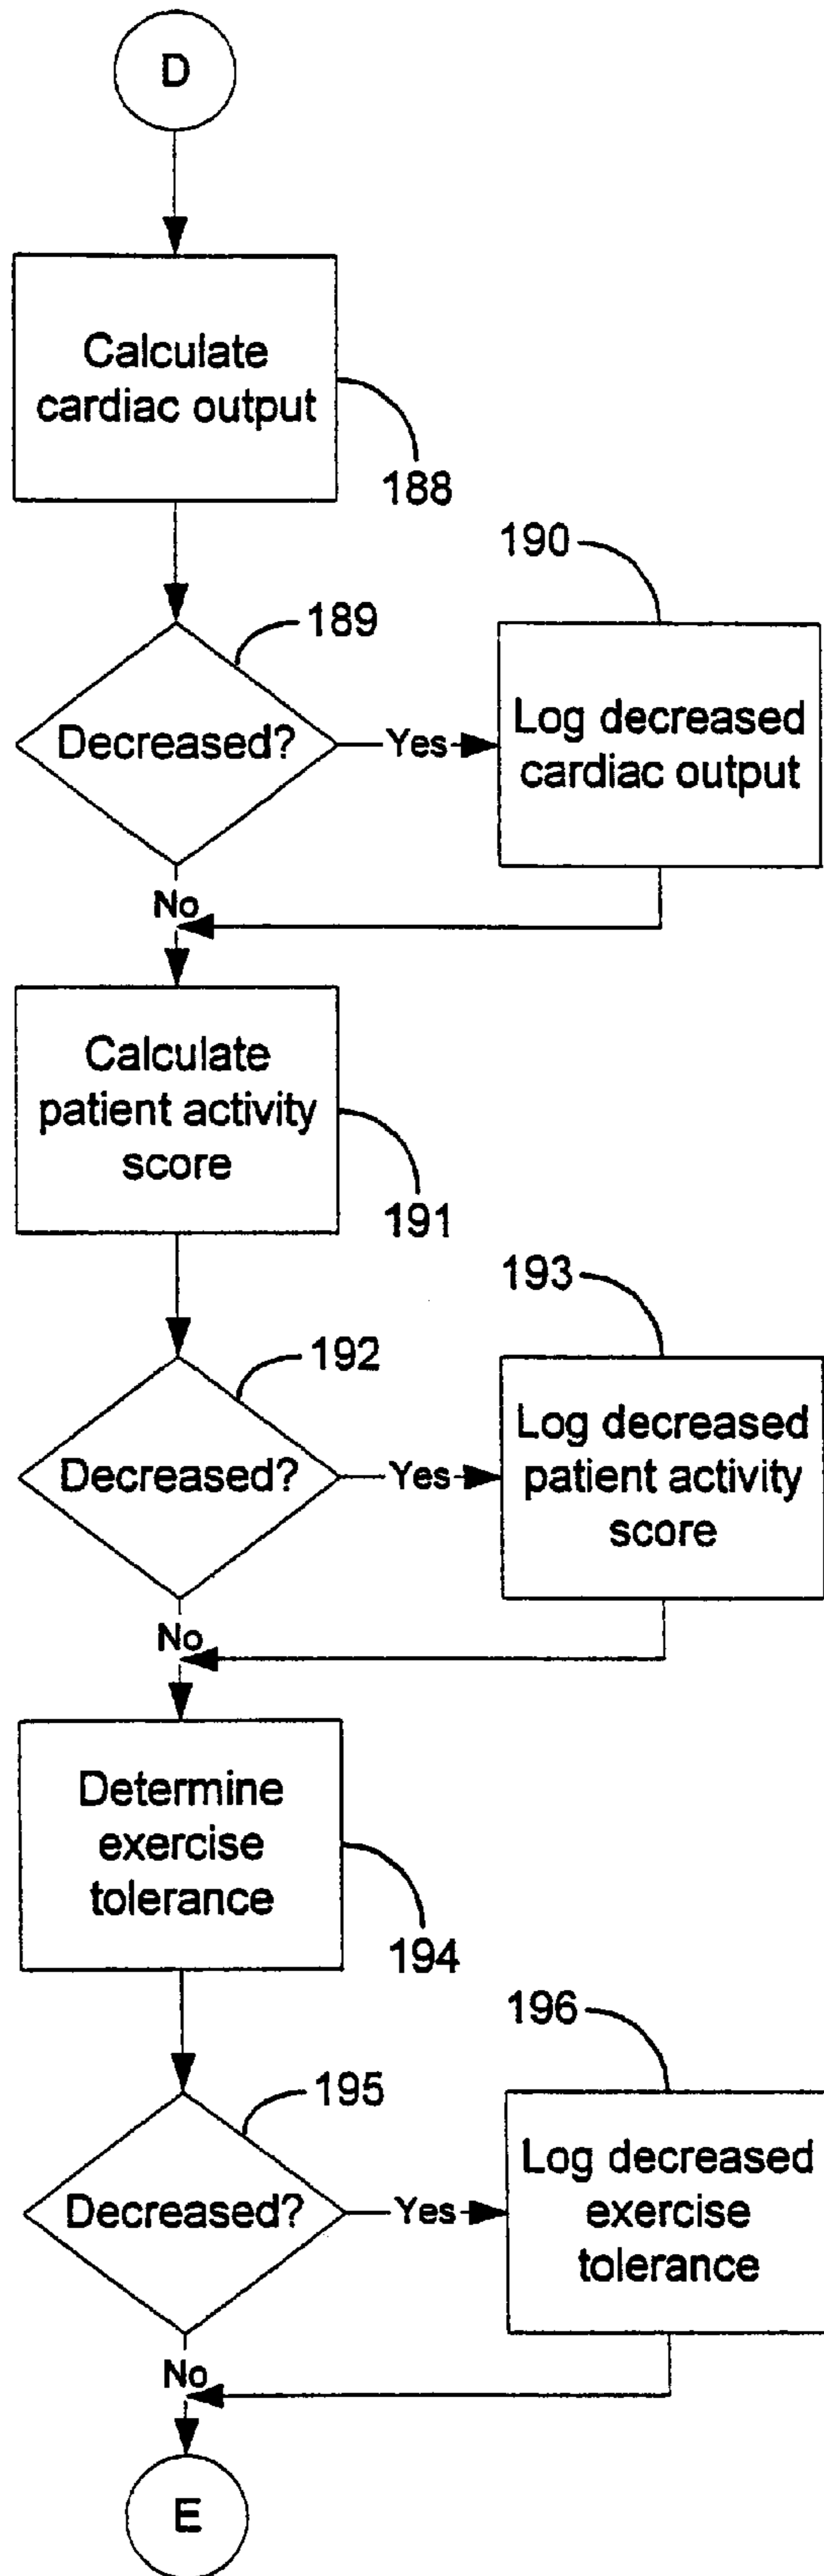 D
Calculate
cardiac output
188
189
190
Decreased?
Yes
Log decreased
cardiac output
No
Calculate
patient activity
score
191
192
193
Decreased?
Yes
Log decreased
patient activity
score
No
Determine
exercise
tolerance
194
195
196
Decreased?
Yes
Log decreased
exercise
tolerance
No
E